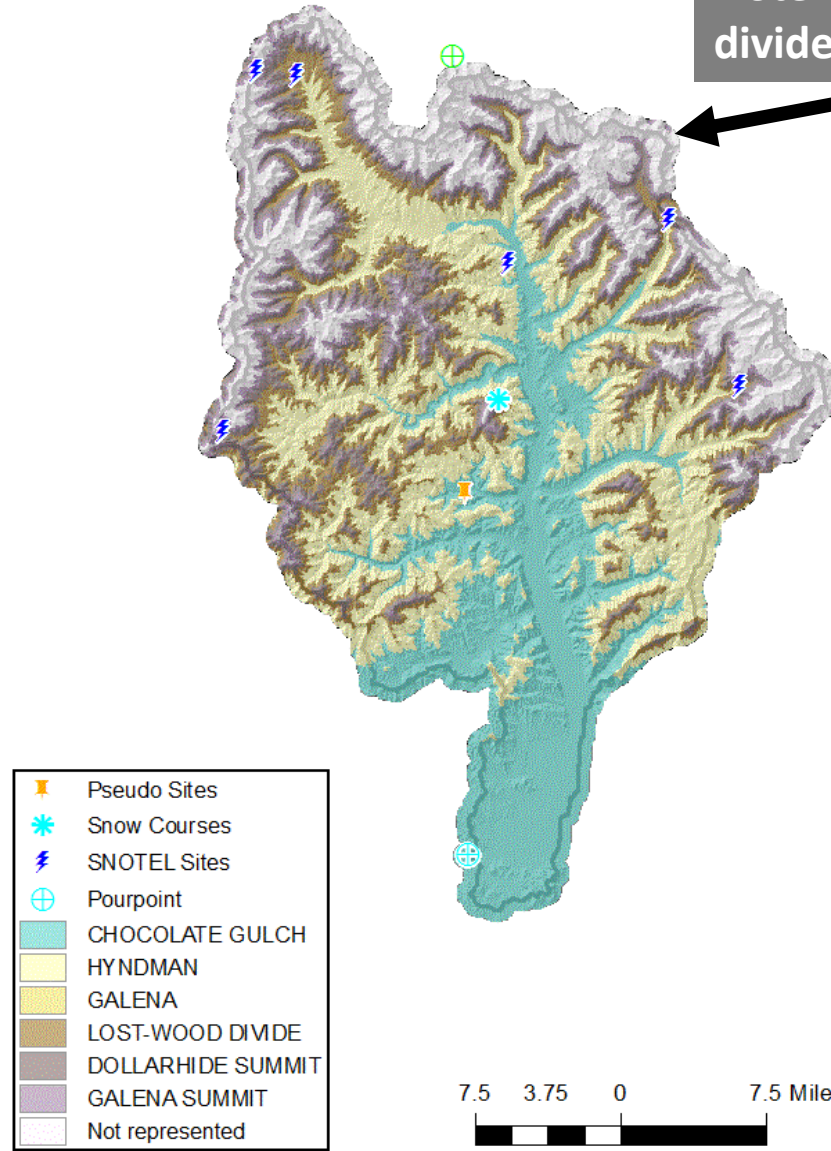 divide
Pseudo Sites
Snow Courses
SNOTEL Sites
Pourpoint
CHOCOLATE GULCH
HYNDMAN
GALENA
LOST-WOOD DIVIDE
DOLLARHIDE SUMMIT
GALENA SUMMIT
Not represented
7.5 3.75 0 7.5 Mile